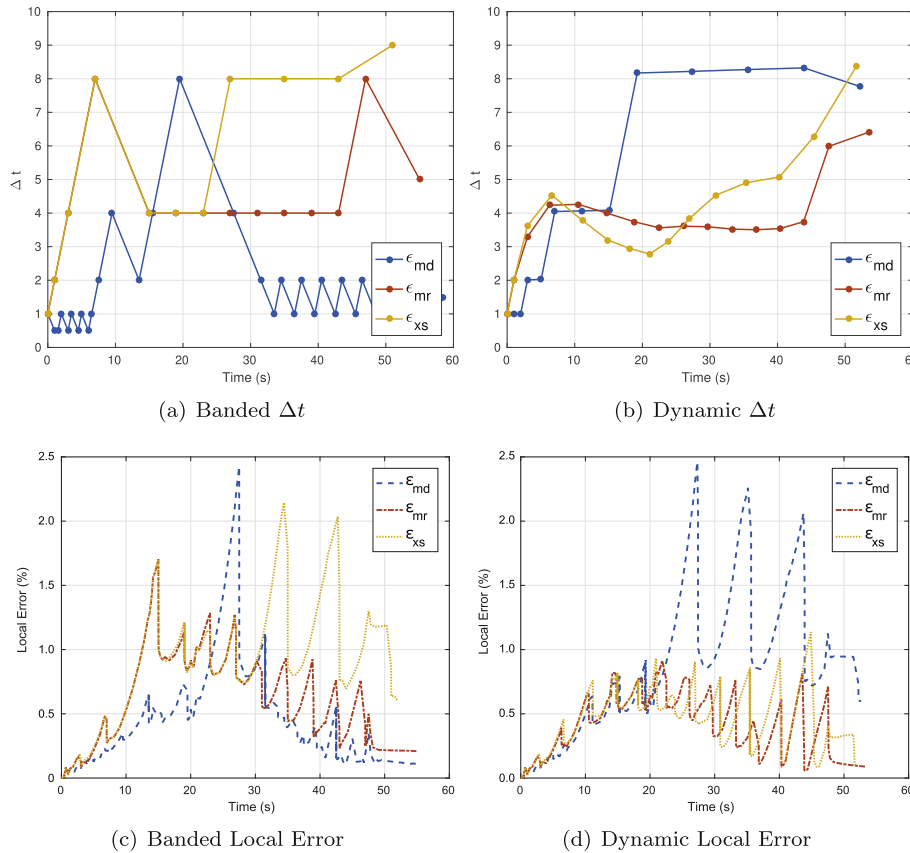 10
9
8
7
6
5
4
3
2
1
0
Δ t
0 10 20 30 40 50 60
Time (s)
ϵmd
ϵmr
ϵxs
(a) Banded Δt
10
9
8
7
6
5
4
3
2
1
0
Δ t
0 10 20 30 40 50 60
Time (s)
ϵmd
ϵmr
ϵxs
(b) Dynamic Δt
2.5
2.0
1.5
1.0
0.5
0.0
Local Error (%)
0 10 20 30 40 50 60
Time (s)
εmd
εmr
εxs
(c) Banded Local Error
2.5
2.0
1.5
1.0
0.5
0.0
Local Error (%)
0 10 20 30 40 50 60
Time (s)
εmd
εmr
εxs
(d) Dynamic Local Error